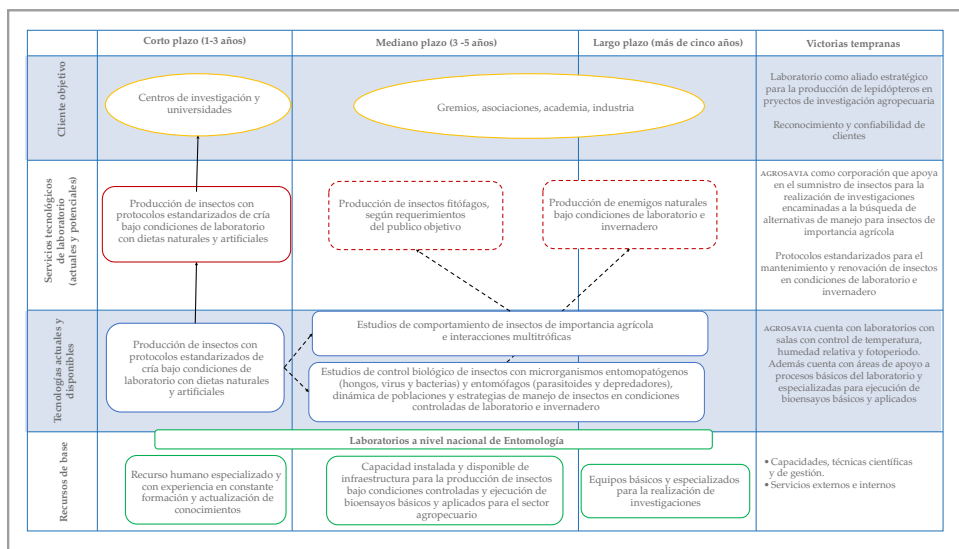 Corto plazo (1-3 años)
Mediano plazo (3 -5 años)
Largo plazo (más de cinco años)
Victorias tempranas
Cliente objetivo
Centros de investigación y
universidades
Gremios, asociaciones, academia, industria
Laboratorio como aliado estratégico
para la producción de lepidópteros en
pryectos de investigación agropecuaria
Reconocimiento y confiabilidad de
clientes
Servicios tecnológicos
de laboratorio
(actuales y potenciales)
Producción de insectos con
protocolos estandarizados de cría
bajo condiciones de laboratorio
con dietas naturales y artificiales
Producción de insectos fitófagos,
según requerimientos
del publico objetivo
Producción de enemigos naturales
bajo condiciones de laboratorio e
invernadero
AGROSAVIA como corporación que apoya
en el sumnistro de insectos para la
realización de investigaciones
encaminadas a la búsqueda de
alternativas de manejo para insectos de
importancia agrícola
Protocolos estandarizados para el
mantenimiento y renovación de insectos
en condiciones de laboratorio e
invernadero
Tecnologías actuales y
disponibles
Producción de insectos con
protocolos estandarizados de
cría bajo condiciones de
laboratorio con dietas naturales
y artificiales
Estudios de comportamiento de insectos de importancia agrícola
e interacciones multitróficas
Estudios de control biológico de insectos con microrganismos entomopatógenos
(hongos, virus y bacterias) y entomófagos (parasitoides y depredadores),
dinámica de poblaciones y estrategias de manejo de insectos en condiciones
controladas de laboratorio e invernadero
AGROSAVIA cuenta con laboratorios con
salas con control de temperatura,
humedad relativa y fotoperiodo.
Además cuenta con áreas de apoyo a
procesos básicos del laboratorio y
especializadas para ejecución de
bioensayos básicos y aplicados
Recursos de base
Laboratorios a nivel nacional de Entomología
Recurso humano especializado y
con experiencia en constante
formación y actualización de
conocimientos
Capacidad instalada y disponible de
infraestructura para la producción de insectos
bajo condiciones controladas y ejecución de
bioensayos básicos y aplicados para el sector
agropecuario
Equipos básicos y especializados
para la realización de
investigaciones
• Capacidades, técnicas científicas
y de gestión.
• Servicios externos e internos